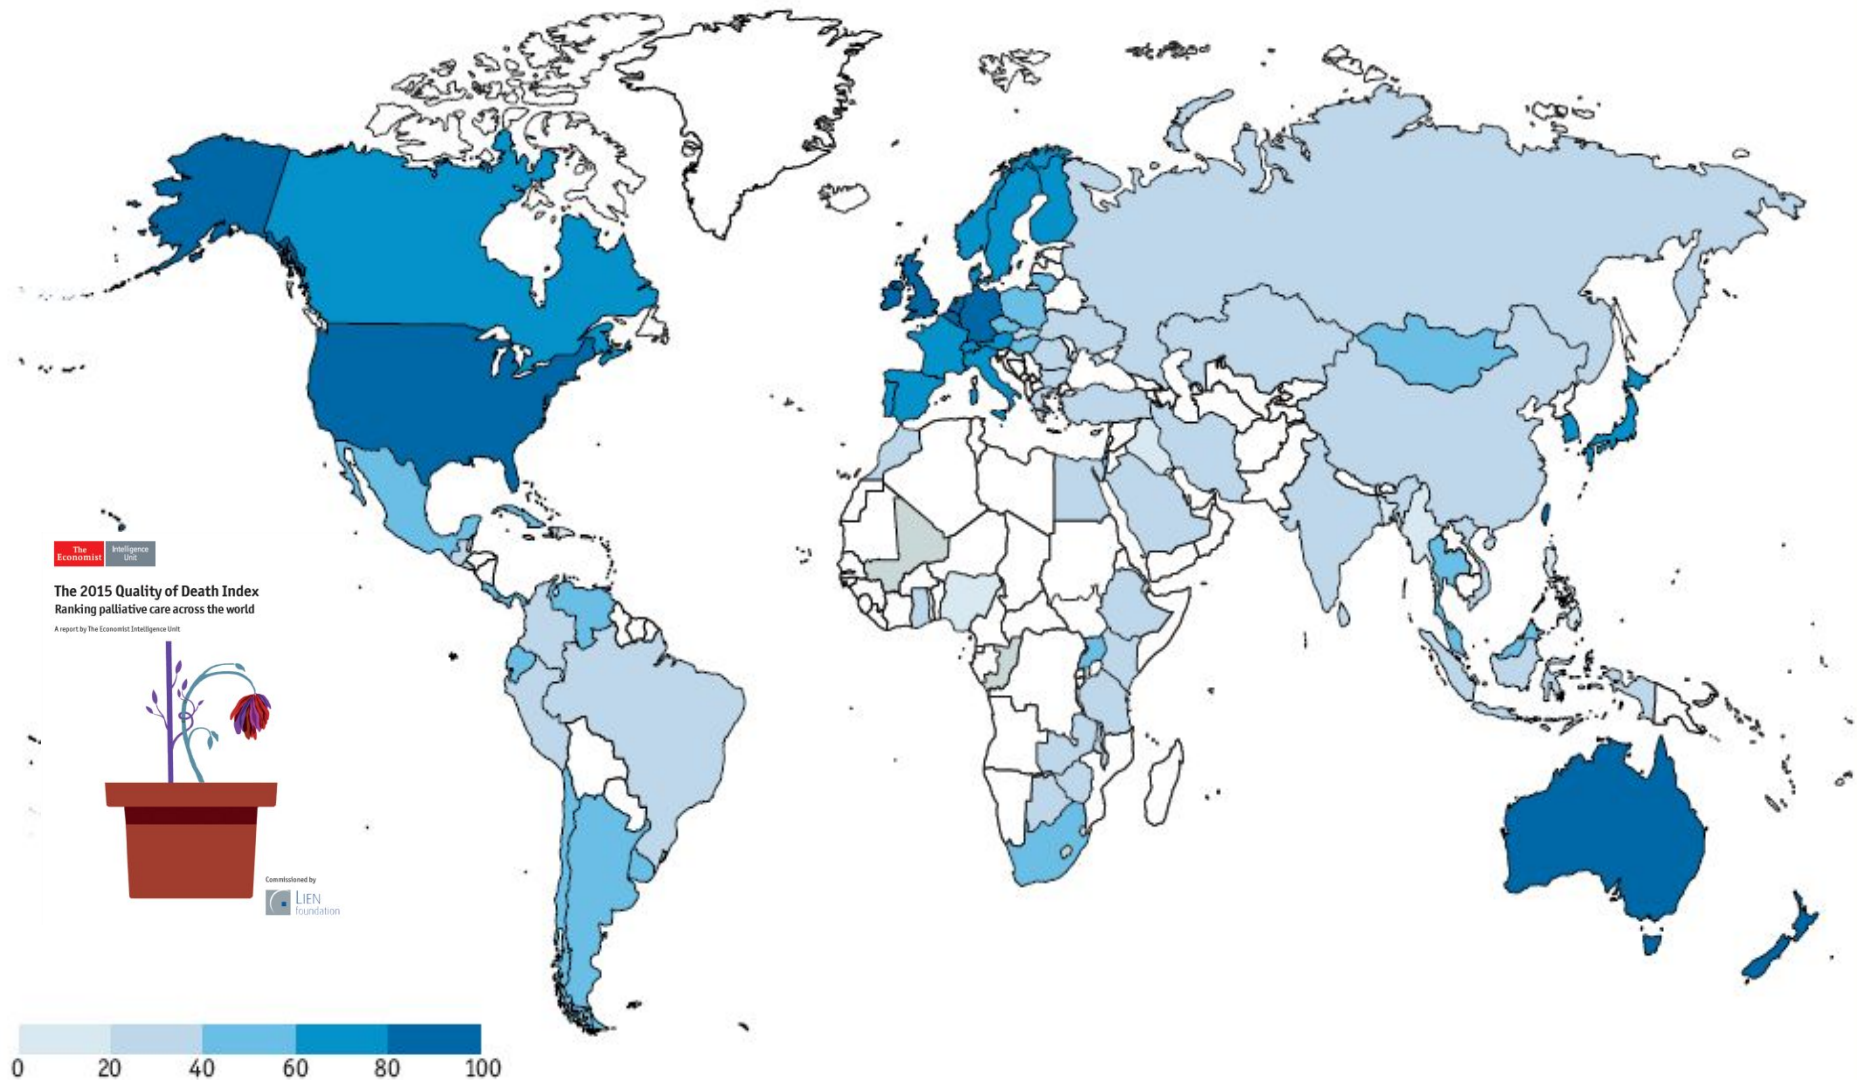 The
Economist
Intelligence
Unit
The 2015 Quality of Death Index
Ranking palliative care across the world
A report by The Economist Intelligence Unit
Commissioned by
LIEN
foundation
0 20 40 60 80 100